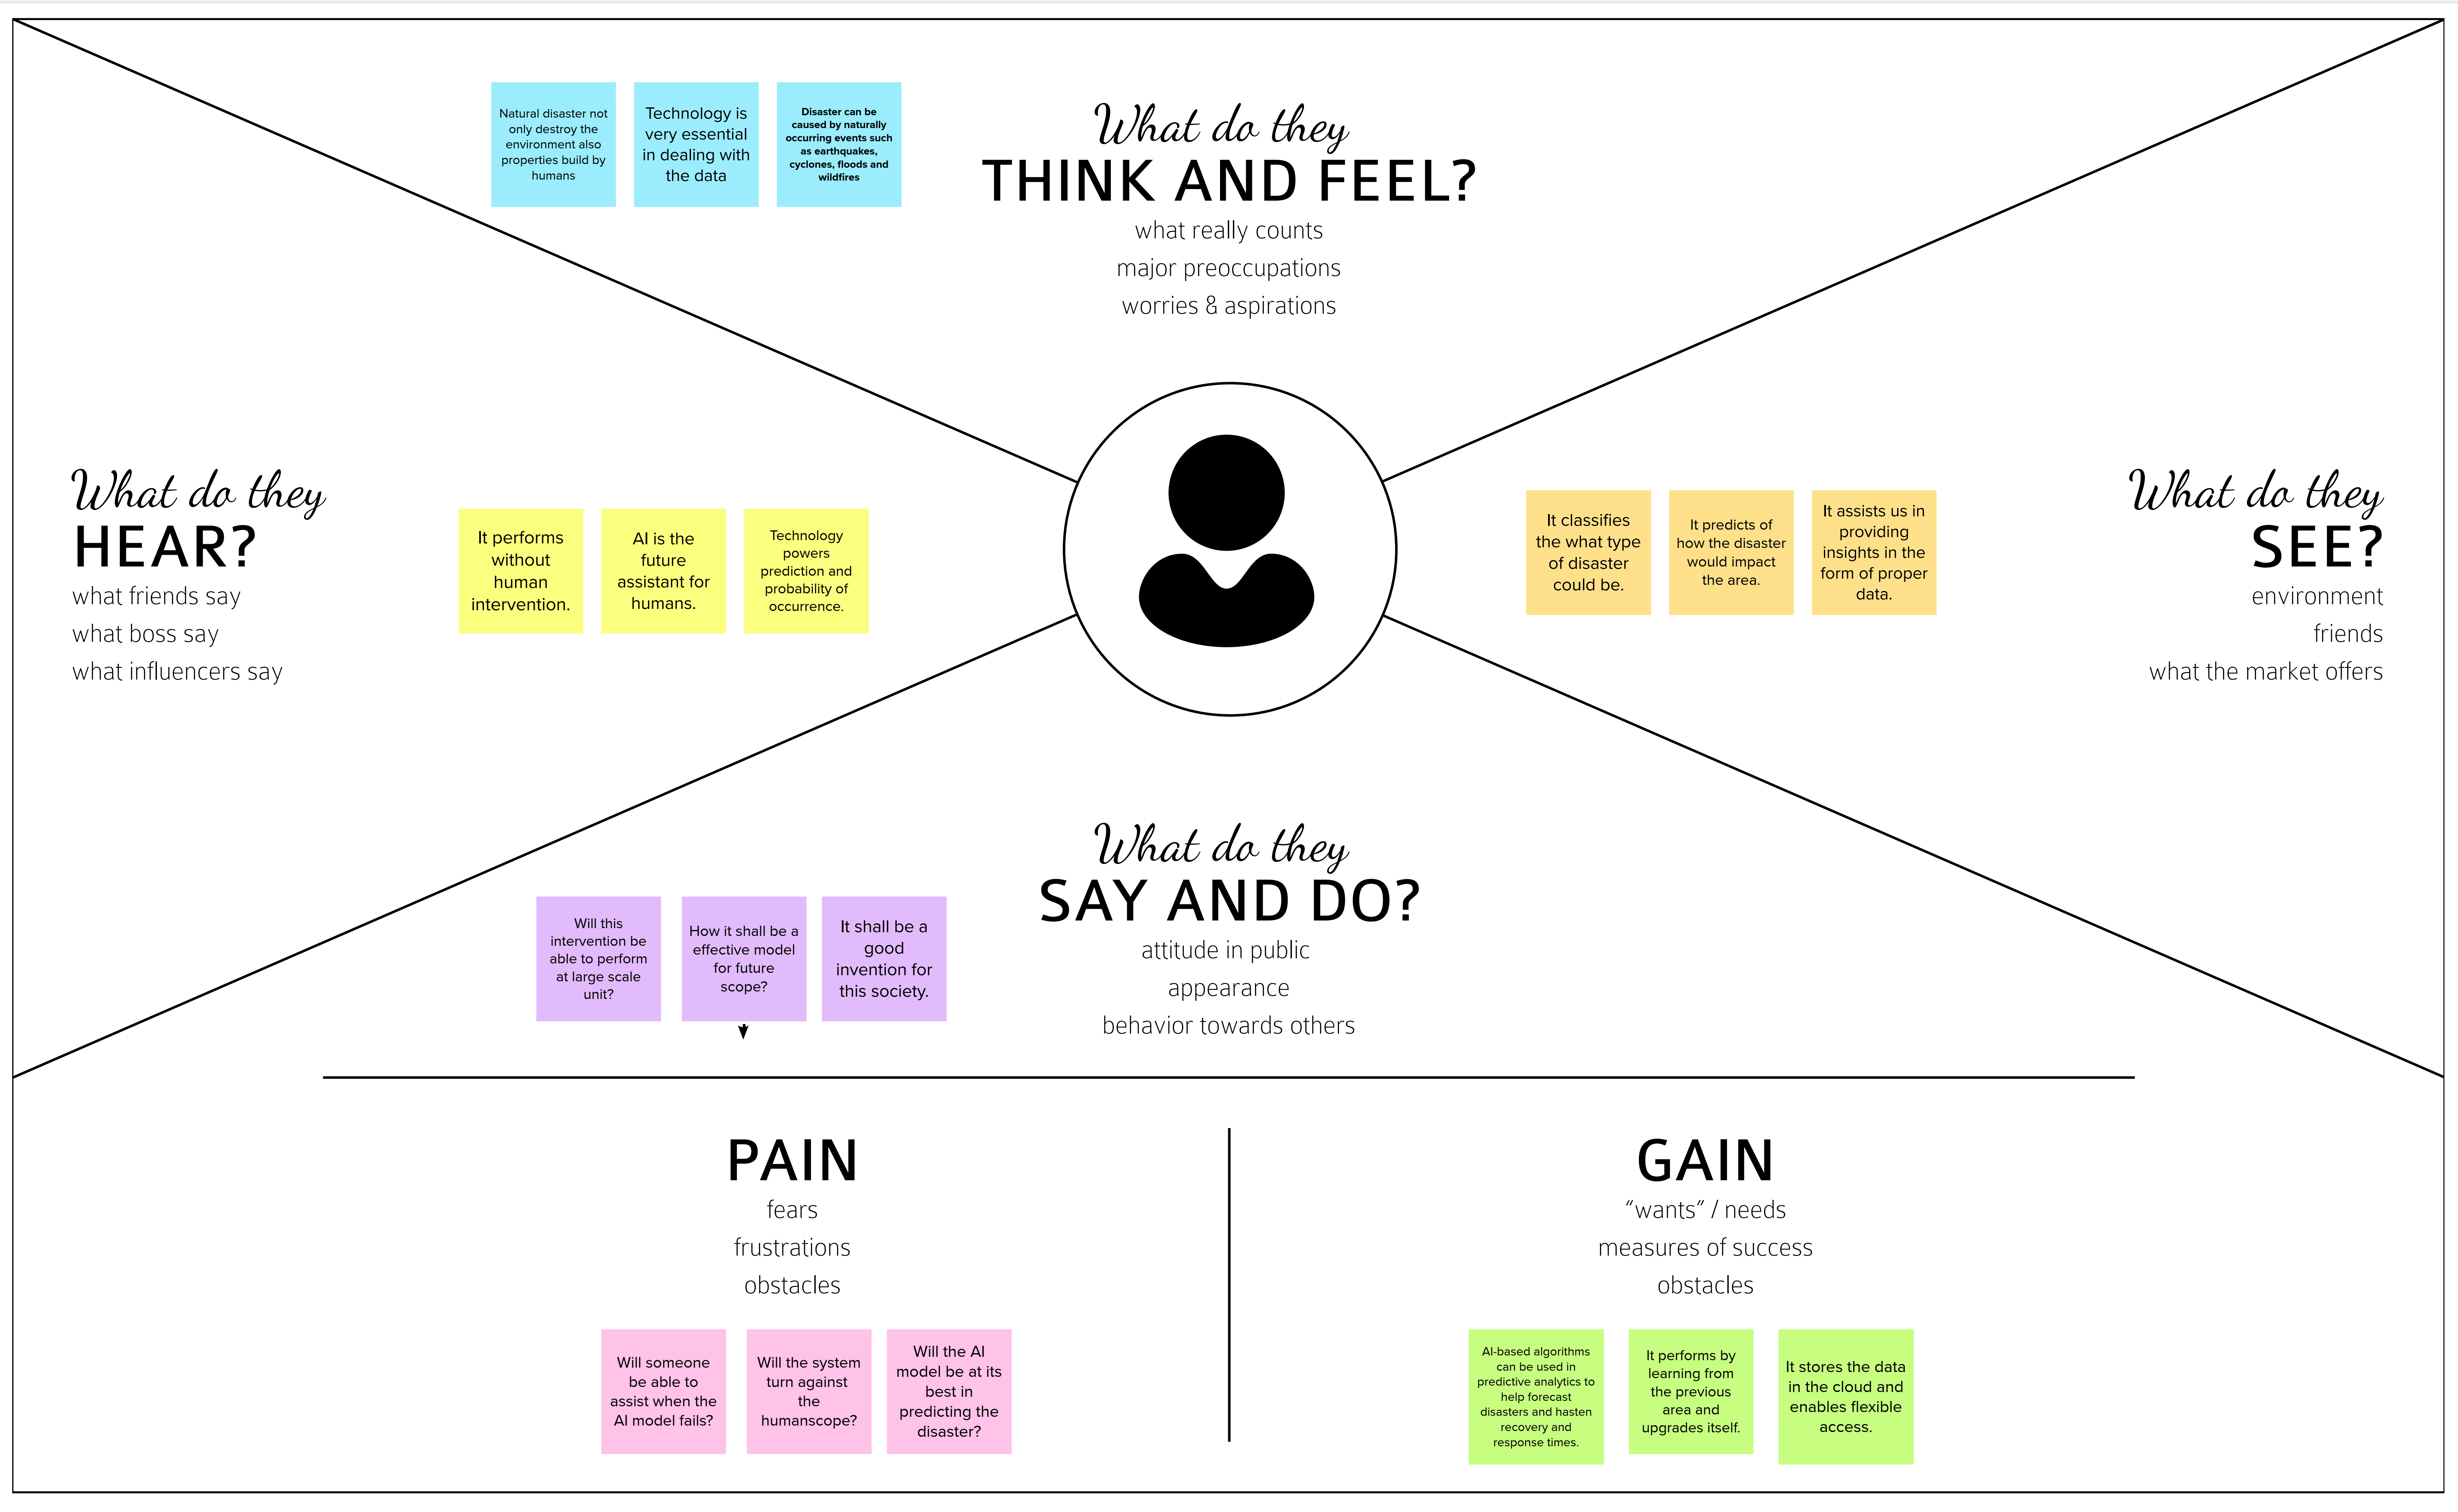 Natural disaster not
only destroy the
environment also
properties build by
humans
Technology is
very essential
in dealing with
the data
Disaster can be
caused by naturally
occurring events such
as earthquakes,
cyclones, floods and
wildfires
What do they
THINK AND FEEL?
what really counts
major preoccupations
worries & aspirations
What do they
HEAR?
what friends say
what boss say
what influencers say
It performs
without
human
intervention.
AI is the
future
assistant for
humans.
Technology
powers
prediction and
probability of
occurrence.
It classifies
the what type
of disaster
could be.
It predicts of
how the disaster
would impact
the area.
It assists us in
providing
insights in the
form of proper
data.
What do they
SEE?
environment
friends
what the market offers
Will this
intervention be
able to perform
at large scale
unit?
How it shall be a
effective model
for future
scope?
It shall be a
good
invention for
this society.
What do they
SAY AND DO?
attitude in public
appearance
behavior towards others
PAIN
fears
frustrations
obstacles
Will someone
be able to
assist when the
AI model fails?
Will the system
turn against
the
humanscope?
Will the AI
model be at its
best in
predicting the
disaster?
GAIN
“wants” / needs
measures of success
obstacles
AI-based algorithms
can be used in
predictive analytics to
help forecast
disasters and hasten
recovery and
response times.
It performs by
learning from
the previous
area and
upgrades itself.
It stores the data
in the cloud and
enables flexible
access.